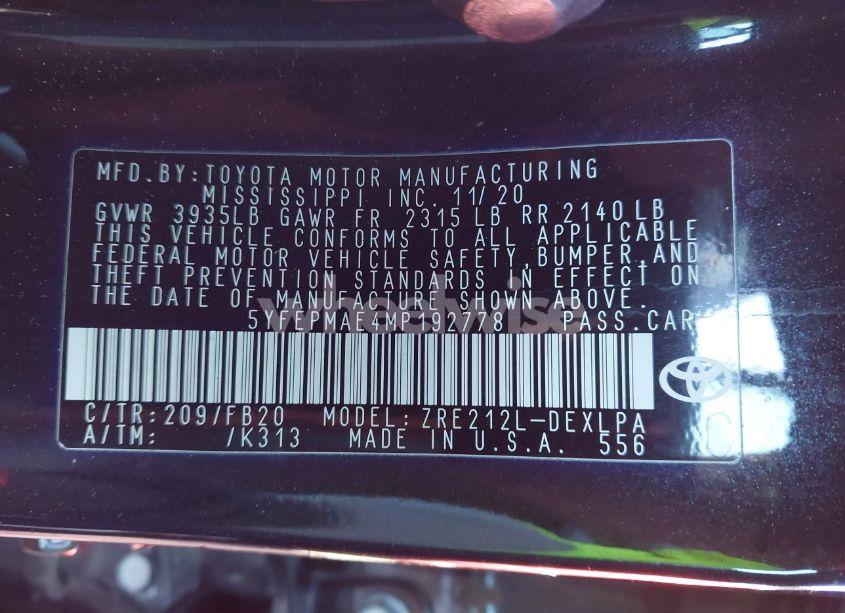 MFD. BY: TOYOTA MOTOR MANUFACTURING
MISSISSIPPI INC. 11/20
GVWR 3935LB GAWR FR 2315 LB RR 2140 LB
THIS VEHICLE CONFORMS TO ALL APPLICABLE
FEDERAL MOTOR VEHICLE SAFETY, BUMPER, AND
THEFT PREVENTION STANDARDS IN EFFECT ON
THE DATE OF MANUFACTURE SHOWN ABOVE.
5YFEPMAE4MP192778 PASS. CAR
C/TR: 209/FB20 MODEL: ZRE212L-DEXLPA
A/TM: /K313 MADE IN U.S.A. 556